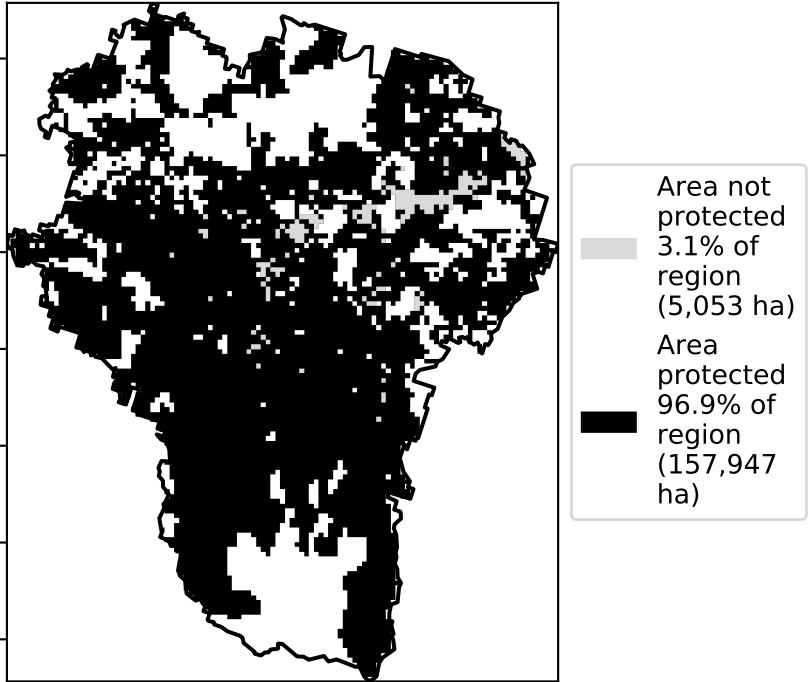 Area not
protected
3.1% of
region
(5,053 ha)
Area
protected
96.9% of
region
(157,947
ha)